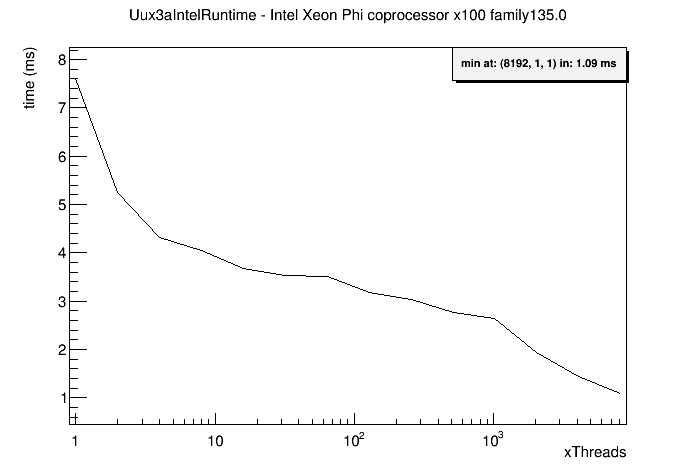 Uux3aIntelRuntime - Intel Xeon Phi coprocessor x100 family135.0
time (ms)
min at: (8192, 1, 1) in: 1.09 ms
8
7
6
5
4
3
2
1
1 10 10² 10³
xThreads